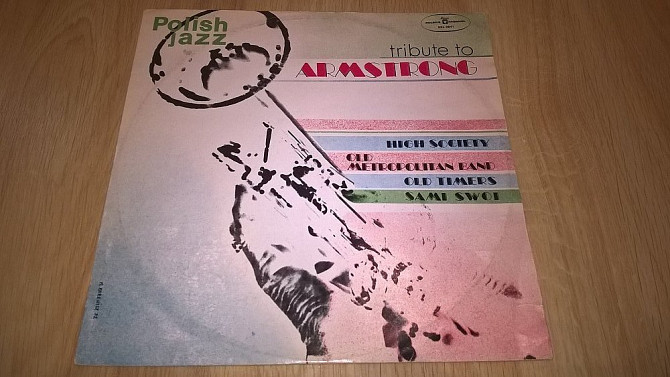 Polish
jazz
tribute to
ARMSTRONG
HIGH SOCIETY
OLD
METROPOLITAN BAND
OLD TIMERS
SAMI SWOI